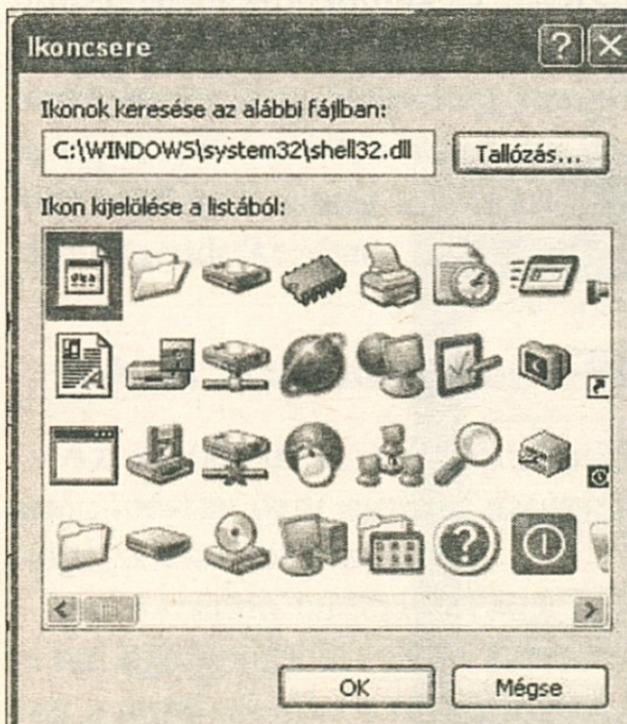 Ikoncsere
Ikonok keresése az alábbi fájlban:
C:\WINDOWS\system32\shell32.dll
Tallózás...
Ikon kijelölése a listából:
OK
Mégse